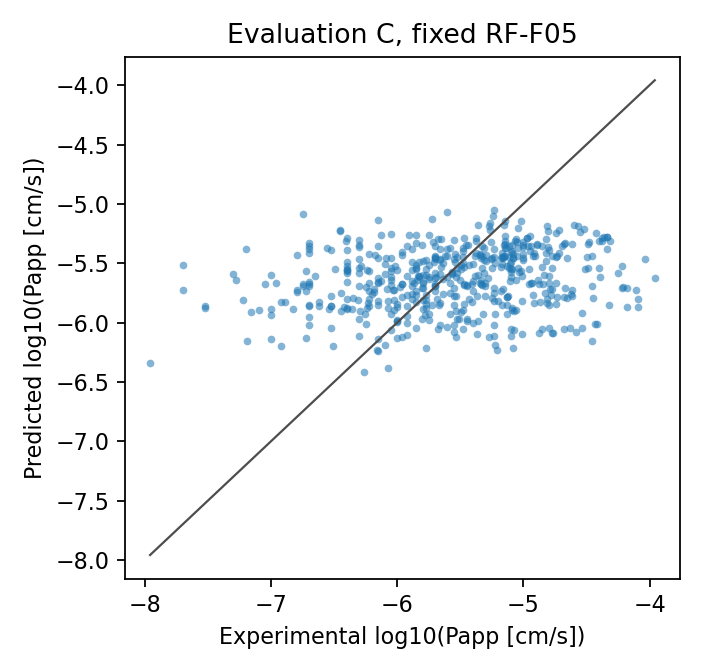 Evaluation C, fixed RF-F05
−4.0
−4.5
−5.0
−5.5
−6.0
−6.5
−7.0
−7.5
−8.0
Predicted log10(Papp [cm/s])
−8 −7 −6 −5 −4
Experimental log10(Papp [cm/s])